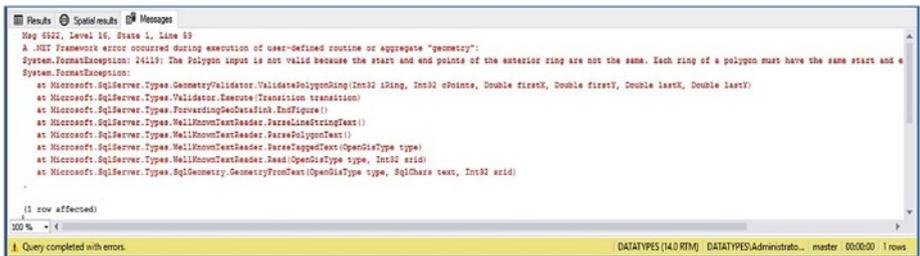 Results Spatial results Messages
Msg 6522, Level 16, State 1, Line 59
A .NET Framework error occurred during execution of user-defined routine or aggregate "geometry":
System.FormatException: 24119: The Polygon input is not valid because the start and end points of the exterior ring are not the same. Each ring of a polygon must have the same start and e
System.FormatException:
at Microsoft.SqlServer.Types.GeometryValidator.ValidatePolygonRing(Int32 iRing, Int32 cPoints, Double firstX, Double firstY, Double lastX, Double lastY)
at Microsoft.SqlServer.Types.Validator.Execute(Transition transition)
at Microsoft.SqlServer.Types.ForwardingGeoDataSink.EndFigure()
at Microsoft.SqlServer.Types.WellKnownTextReader.ParseLineStringText()
at Microsoft.SqlServer.Types.WellKnownTextReader.ParsePolygonText()
at Microsoft.SqlServer.Types.WellKnownTextReader.ParseTaggedText(OpenGisType type)
at Microsoft.SqlServer.Types.WellKnownTextReader.Read(OpenGisType type, Int32 srid)
at Microsoft.SqlServer.Types.SqlGeometry.GeometryFromText(OpenGisType type, SqlChars text, Int32 srid)
.
(1 row affected)
100 %
Query completed with errors. DATATYPES (14.0 RTM) DATATYPES\Administrato... master 00:00:00 1 rows